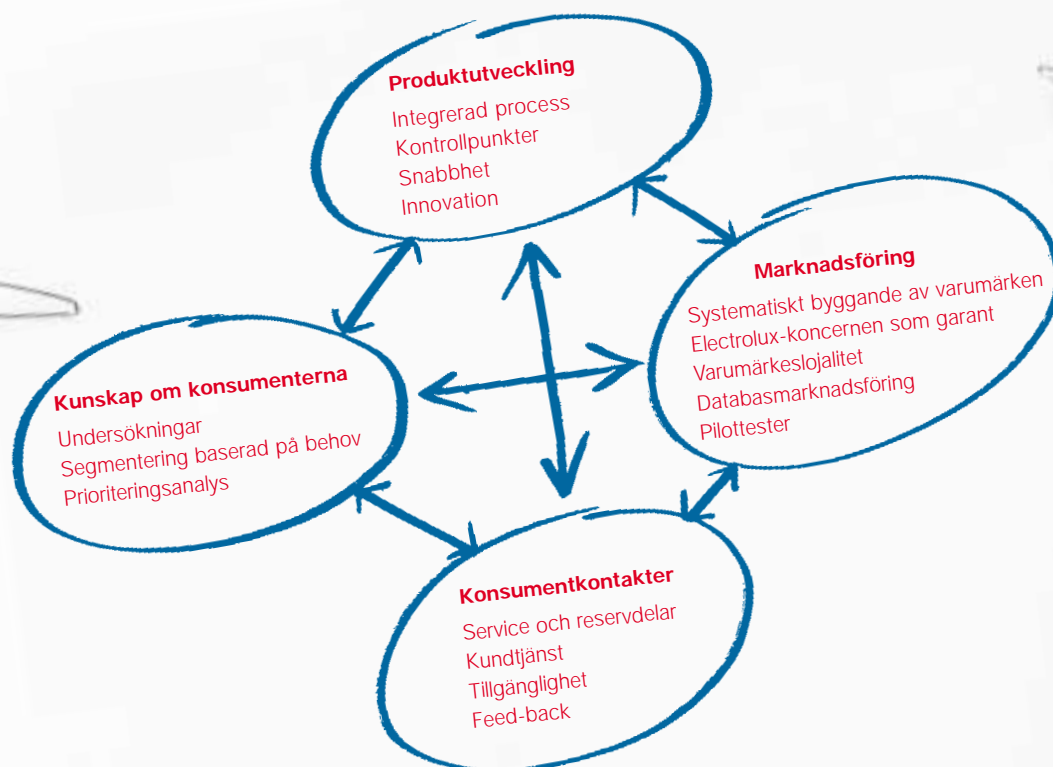 Produktutveckling
Integrerad process
Kontrollpunkter
Snabbhet
Innovation
Marknadsföring
Systematiskt byggande av varumärken
Electrolux-koncernen som garant
Varumärkeslojalitet
Databasmarknadsföring
Pilottester
Kunskap om konsumenterna
Undersökningar
Segmentering baserad på behov
Prioriteringsanalys
Konsumentkontakter
Service och reservdelar
Kundtjänst
Tillgänglighet
Feed-back